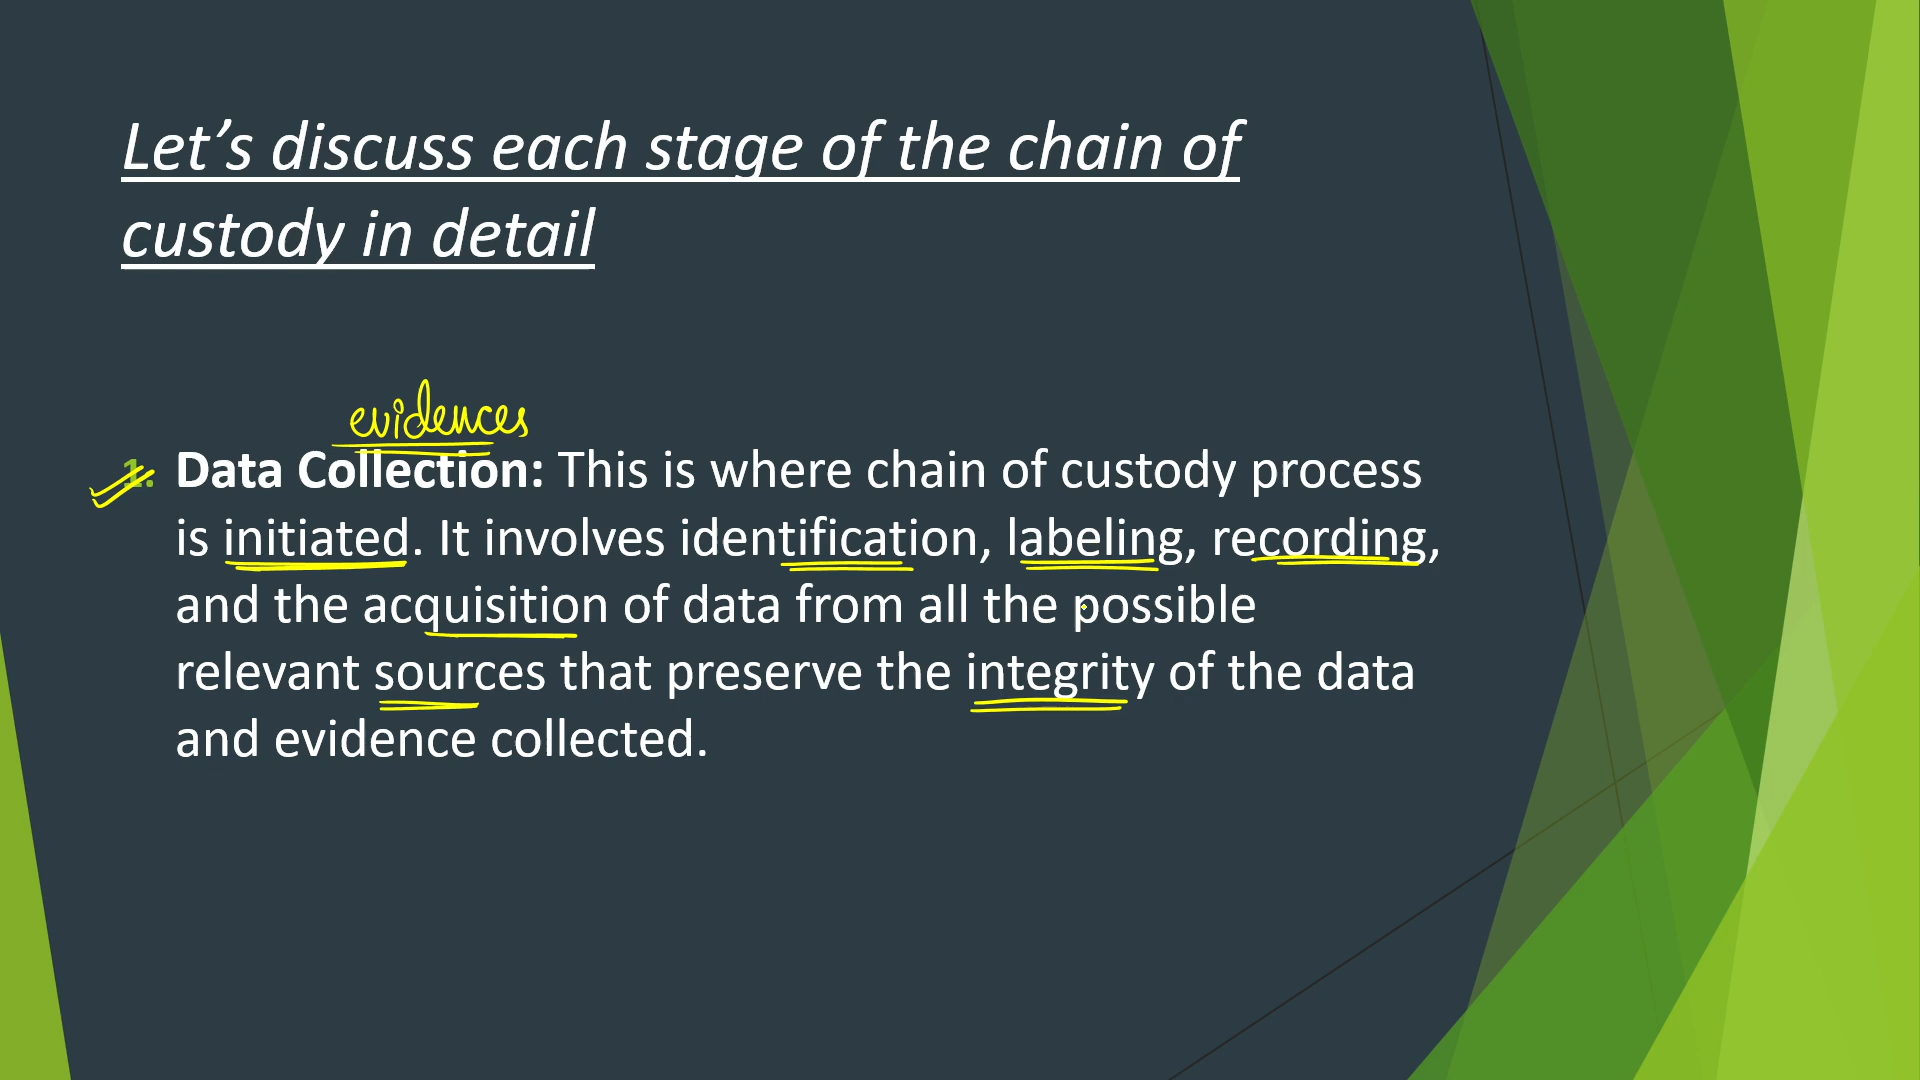 Let’s discuss each stage of the chain of
custody in detail
evidences
1. Data Collection: This is where chain of custody process
is initiated. It involves identification, labeling, recording,
and the acquisition of data from all the possible
relevant sources that preserve the integrity of the data
and evidence collected.